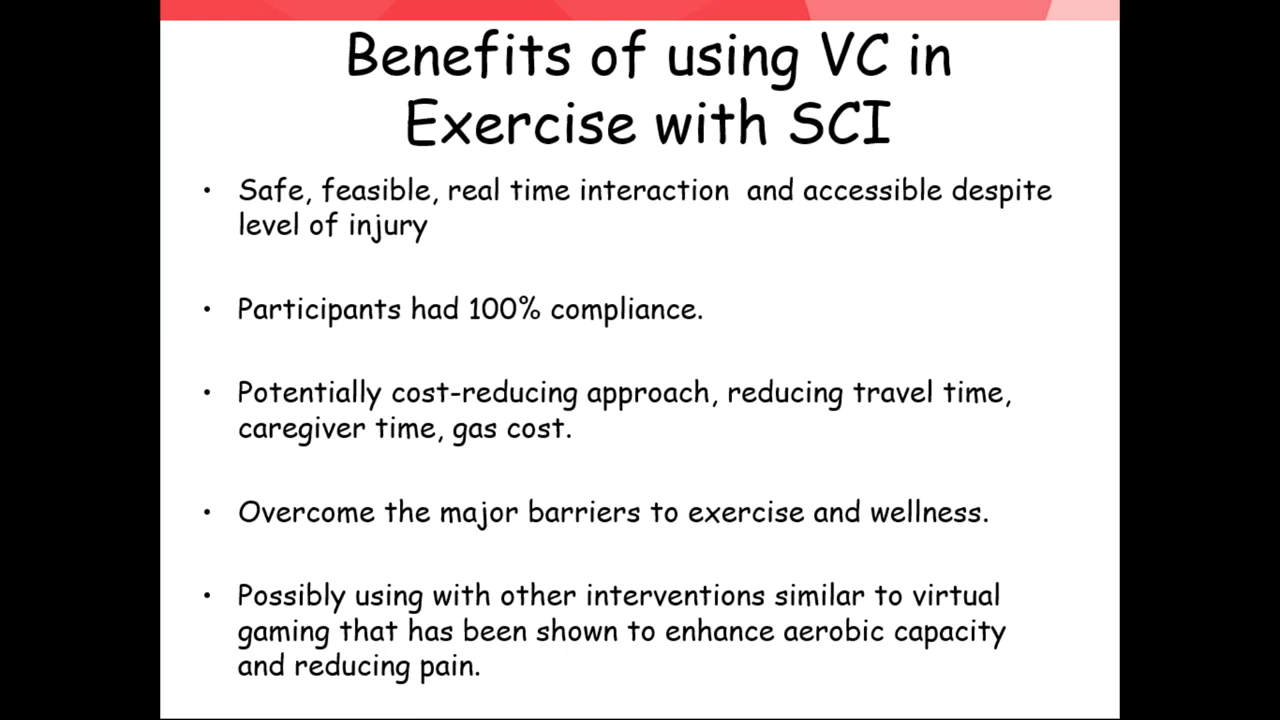 Benefits of using VC in
Exercise with SCI
• Safe, feasible, real time interaction  and accessible despite
level of injury
• Participants had 100% compliance.
• Potentially cost-reducing approach, reducing travel time,
caregiver time, gas cost.
• Overcome the major barriers to exercise and wellness.
• Possibly using with other interventions similar to virtual
gaming that has been shown to enhance aerobic capacity
and reducing pain.